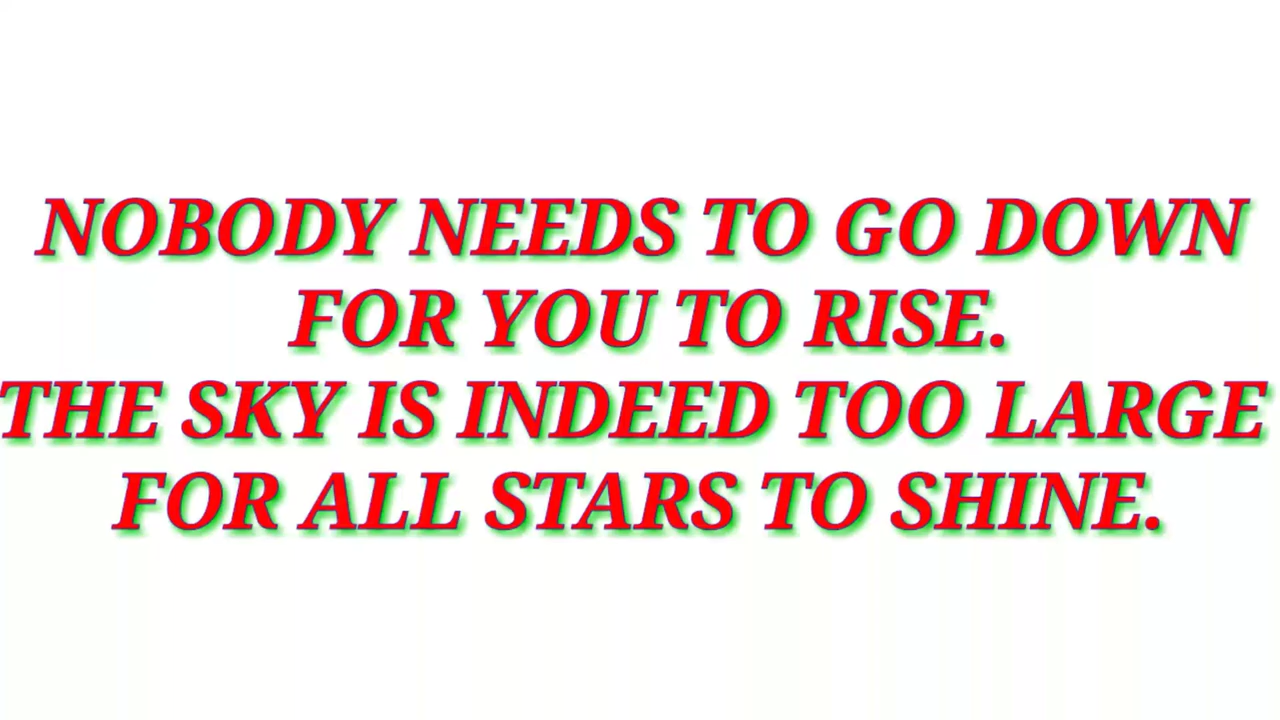 NOBODY NEEDS TO GO DOWN
FOR YOU TO RISE.
THE SKY IS INDEED TOO LARGE
FOR ALL STARS TO SHINE.